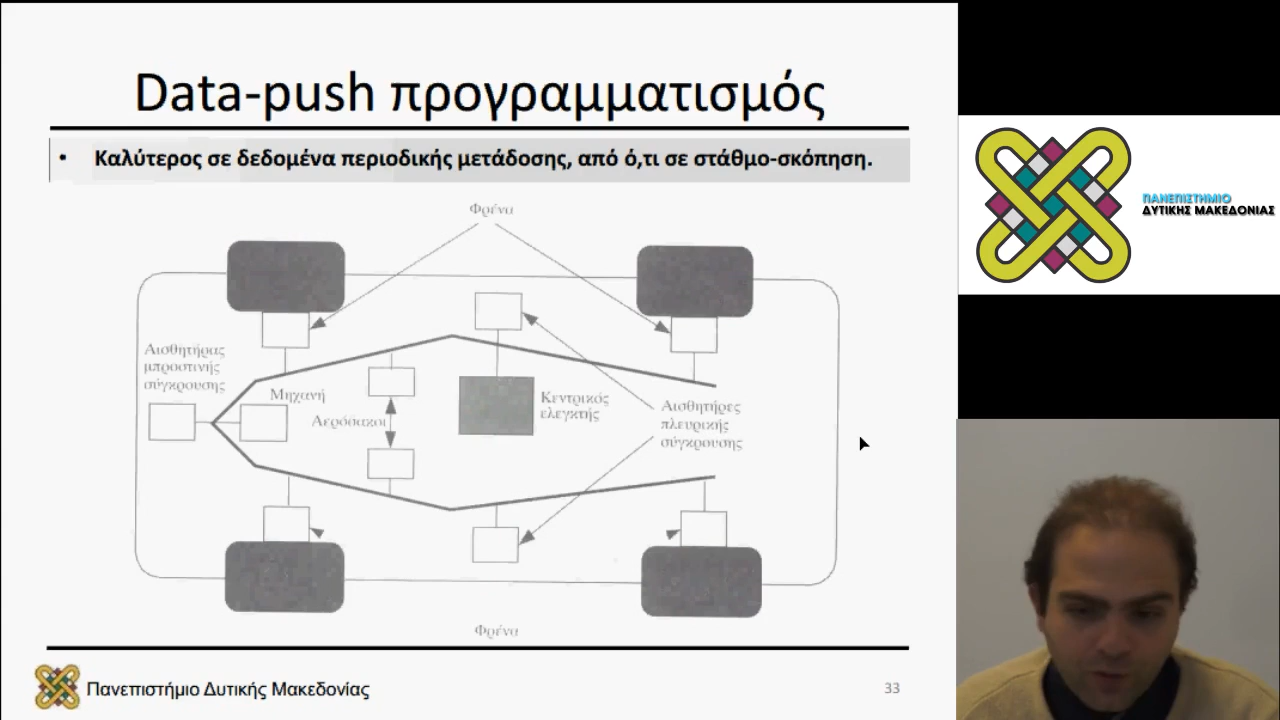 Data-push προγραμματισμός
• Καλύτερος σε δεδομένα περιοδικής μετάδοσης, από ό,τι σε στάθμο-σκόπηση.
Φρένα
Αισθητήρας
μπροστινής
σύγκρουσης
Μηχανή
Αερόσακοι
Κεντρικός
ελεγκτής
Αισθητήρες
πλευρικής
σύγκρουσης
Φρένα
Πανεπιστήμιο Δυτικής Μακεδονίας
33
ΠΑΝΕΠΙΣΤΗΜΙΟ
ΔΥΤΙΚΗΣ ΜΑΚΕΔΟΝΙΑΣ